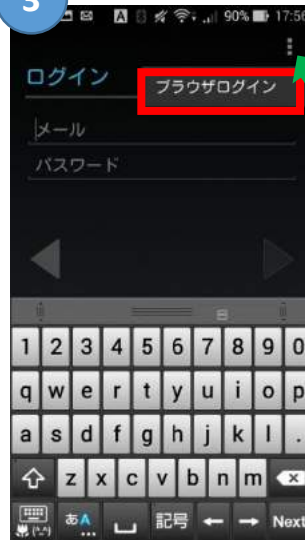 3
A 90% 17:56
ログイン
ブラウザログイン
メール
パスワード
1 2 3 4 5 6 7 8 9 0
q w e r t y u i o p
a s d f g h j k l .
z x c v b n m
(^.^) あA ... 記号 ← → Next